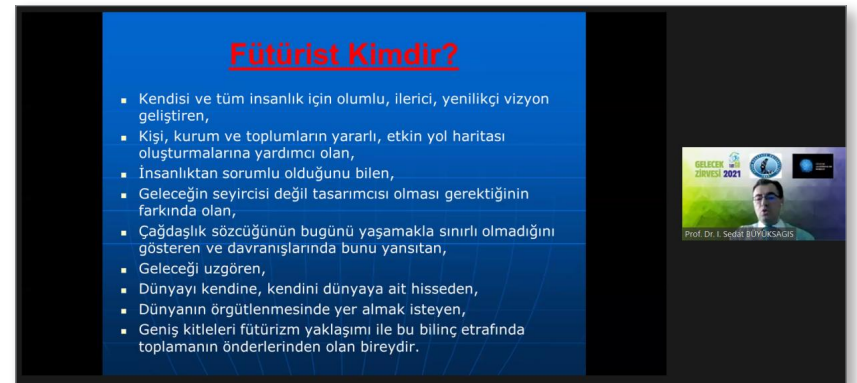 Fütürist Kimdir?
Kendisi ve tüm insanlık için olumlu, ilerici, yenilikçi vizyon
geliştiren,
Kişi, kurum ve toplumların yararlı, etkin yol haritası
oluşturmalarına yardımcı olan,
İnsanlıktan sorumlu olduğunu bilen,
Geleceğin seyircisi değil tasarımcısı olması gerektiğinin
farkında olan,
Çağdaşlık sözcüğünün bugünü yaşamakla sınırlı olmadığını
gösteren ve davranışlarında bunu yansıtan,
Geleceği uzgören,
Dünyayı kendine, kendini dünyaya ait hisseden,
Dünyanın örgütlenmesinde yer almak isteyen,
Geniş kitleleri fütürizm yaklaşımı ile bu bilinç etrafında
toplamanın önderlerinden olan bireydir.
GELECEK
ZİRVESİ 2021
Prof. Dr. I. Sedat BÜYÜKSAGIS